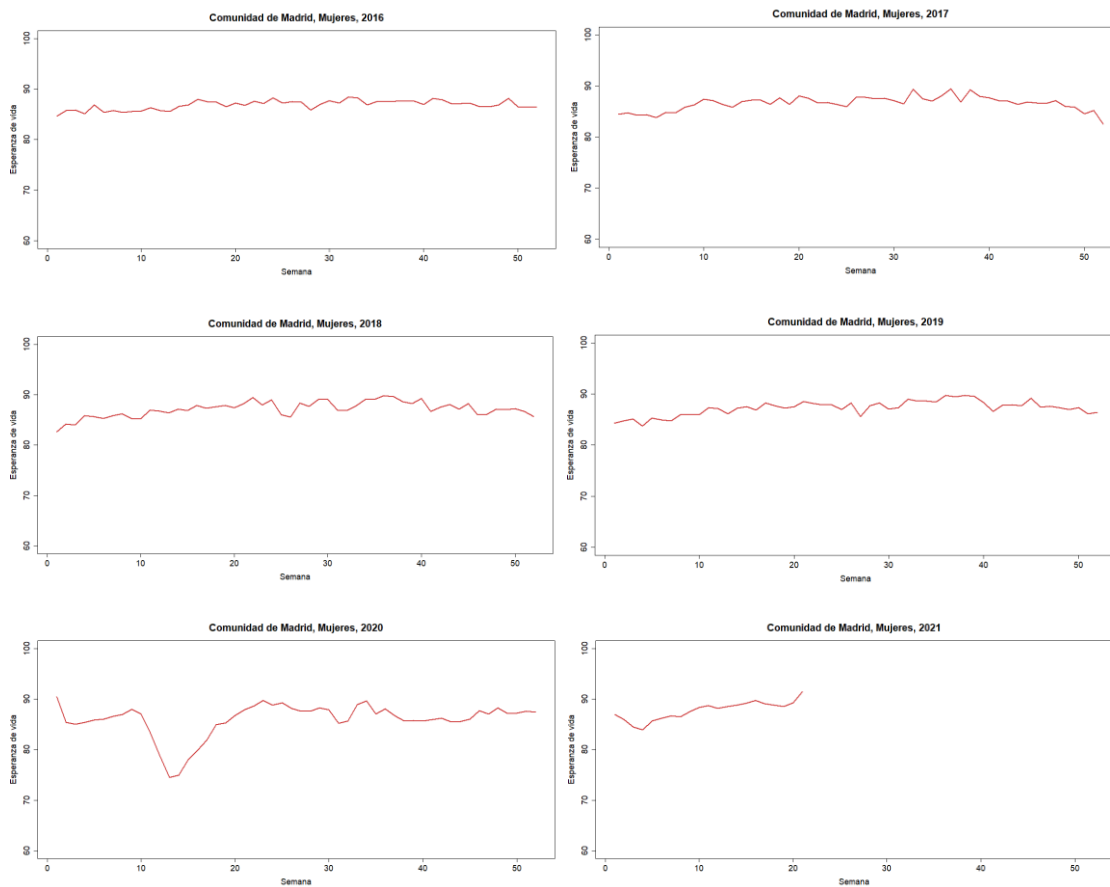 Comunidad de Madrid, Mujeres, 2016
Esperanza de vida
100
90
80
70
60
0 10 20 30 40 50
Semana
Comunidad de Madrid, Mujeres, 2017
Esperanza de vida
100
90
80
70
60
0 10 20 30 40 50
Semana
Comunidad de Madrid, Mujeres, 2018
Esperanza de vida
100
90
80
70
60
0 10 20 30 40 50
Semana
Comunidad de Madrid, Mujeres, 2019
Esperanza de vida
100
90
80
70
60
0 10 20 30 40 50
Semana
Comunidad de Madrid, Mujeres, 2020
Esperanza de vida
100
90
80
70
60
0 10 20 30 40 50
Semana
Comunidad de Madrid, Mujeres, 2021
Esperanza de vida
100
90
80
70
60
0 10 20 30 40 50
Semana